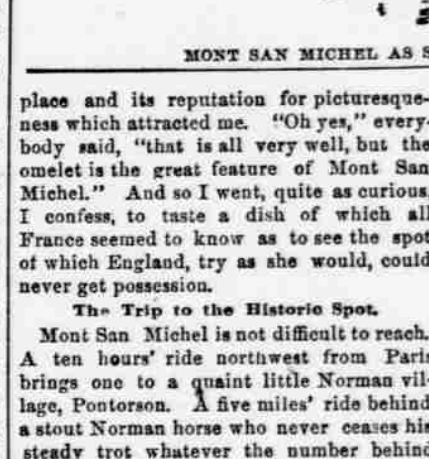 MONT SAN MICHEL AS S
place and its reputation for picturesque-
ness which attracted me. "Oh yes," every-
body said, "that is all very well, but the
omelet is the great feature of Mont San
Michel." And so I went, quite as curious,
I confess, to taste a dish of which all
France seemed to know as to see the spot
of which England, try as she would, could
never get possession.
The Trip to the Historic Spot.
Mont San Michel is not difficult to reach.
A ten hours' ride northwest from Paris
brings one to a quaint little Norman vil-
lage, Pontorson. A five miles' ride behind
a stout Norman horse who never ceases his
steady trot whatever the number behind